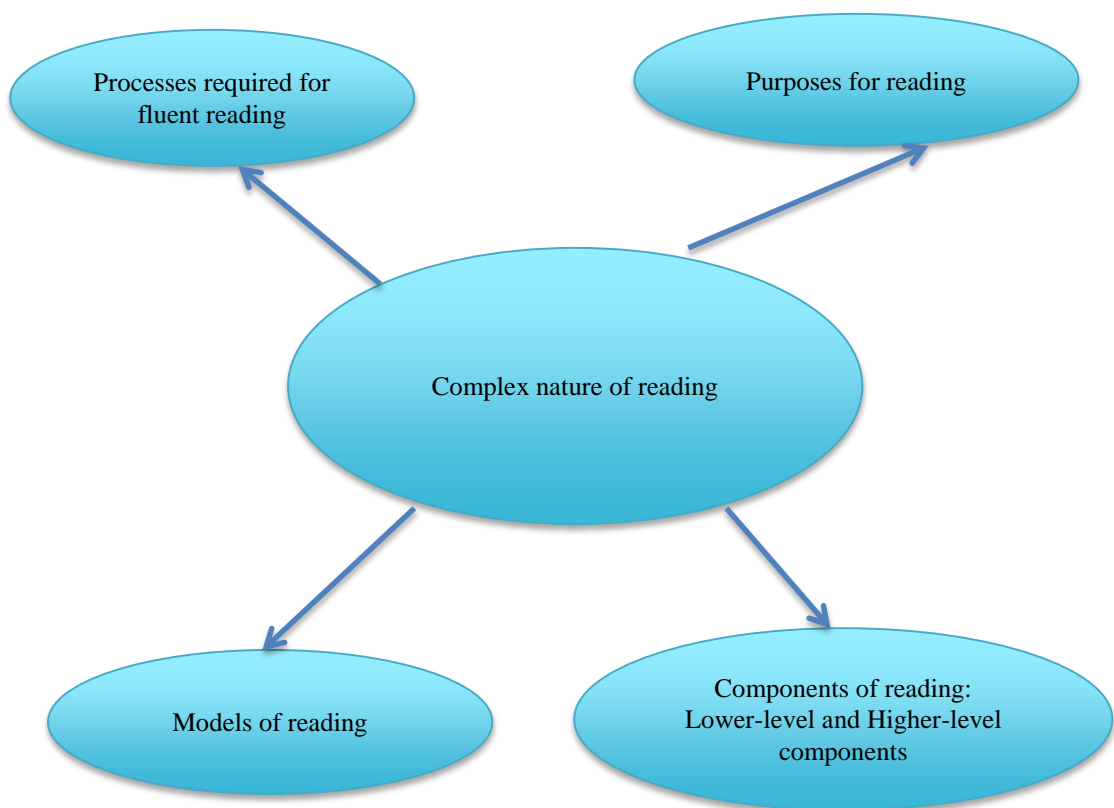 Processes required for
fluent reading
Purposes for reading
Complex nature of reading
Models of reading
Components of reading:
Lower-level and Higher-level
components